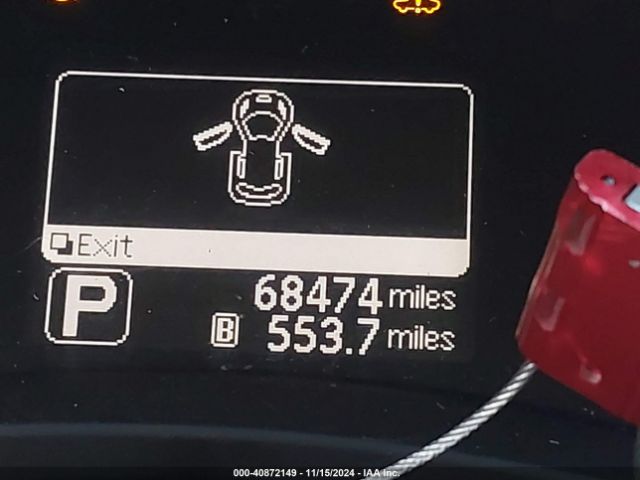 Exit
P
68474 miles
B 553.7 miles
000-40872149 - 11/15/2024 - IAA Inc.